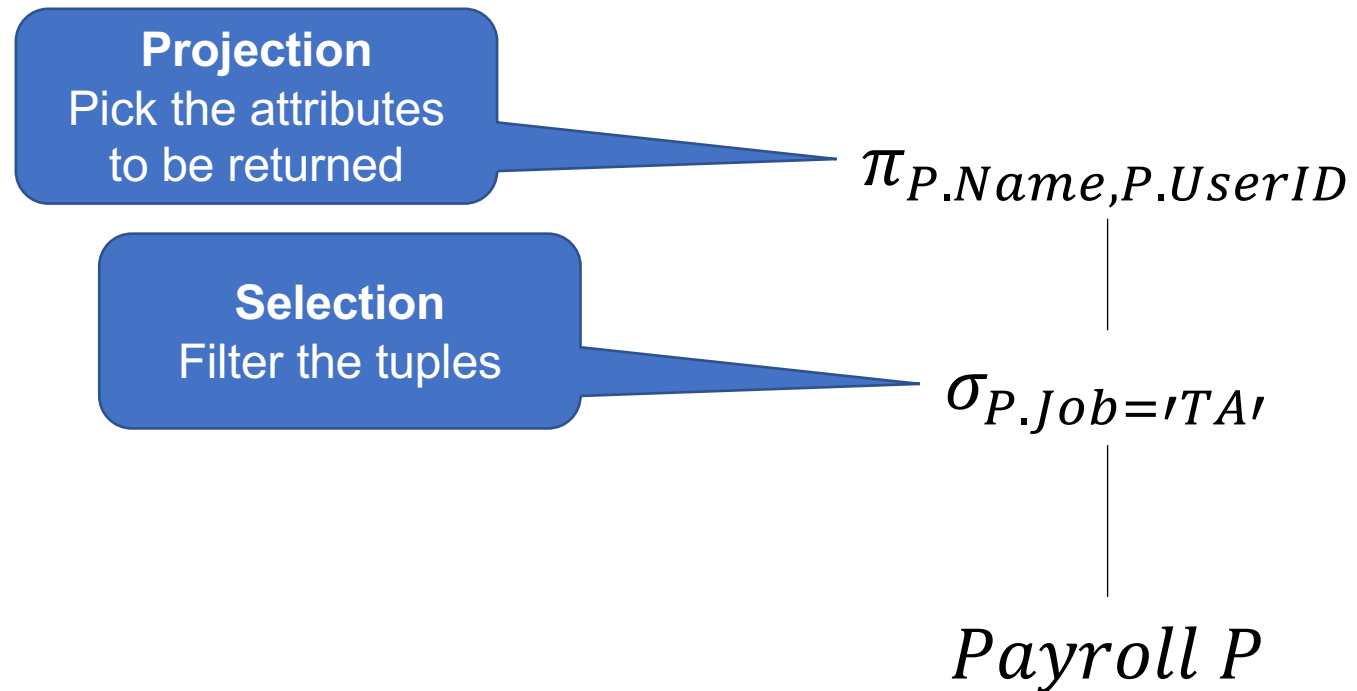 Projection
Pick the attributes
to be returned
π_{P.Name,P.UserID}
Selection
Filter the tuples
σ_{P.Job='TA'}
Payroll P